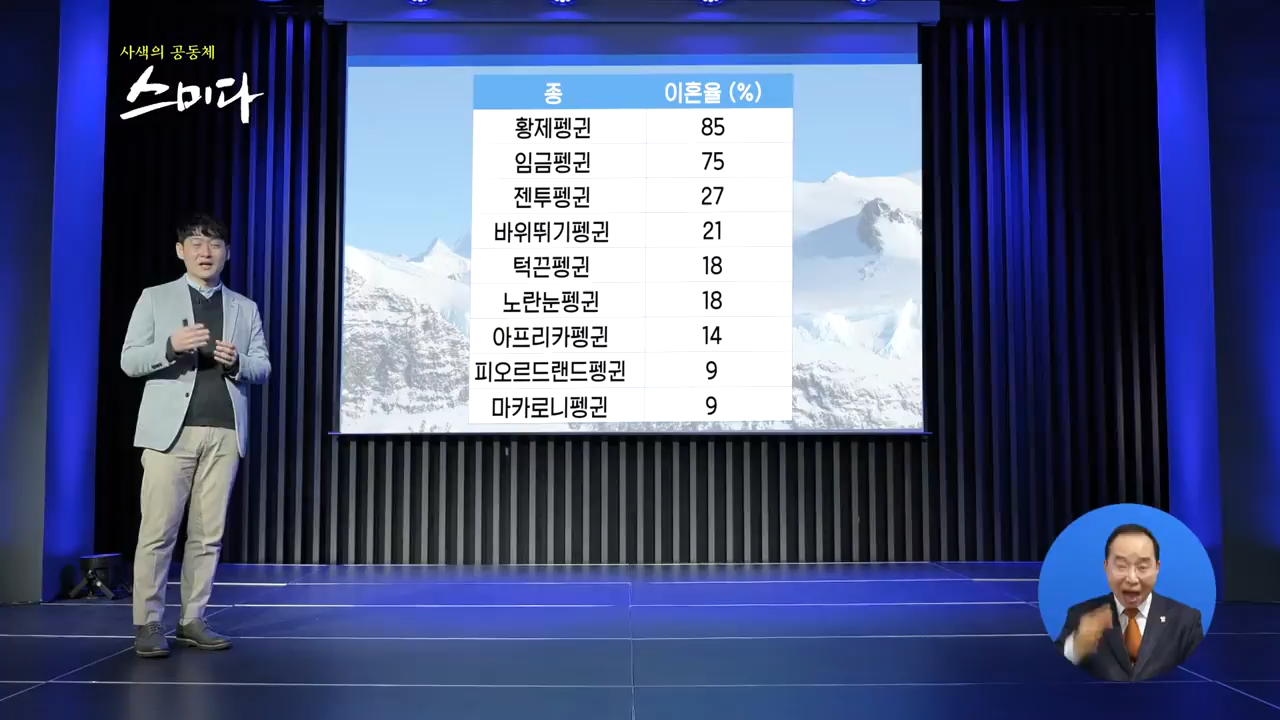 사색의 공동체
스미다
종 이혼율 (%)
황제펭귄 85
임금펭귄 75
젠투펭귄 27
바위뛰기펭귄 21
턱끈펭귄 18
노란눈펭귄 18
아프리카펭귄 14
피오르드랜드펭귄 9
마카로니펭귄 9